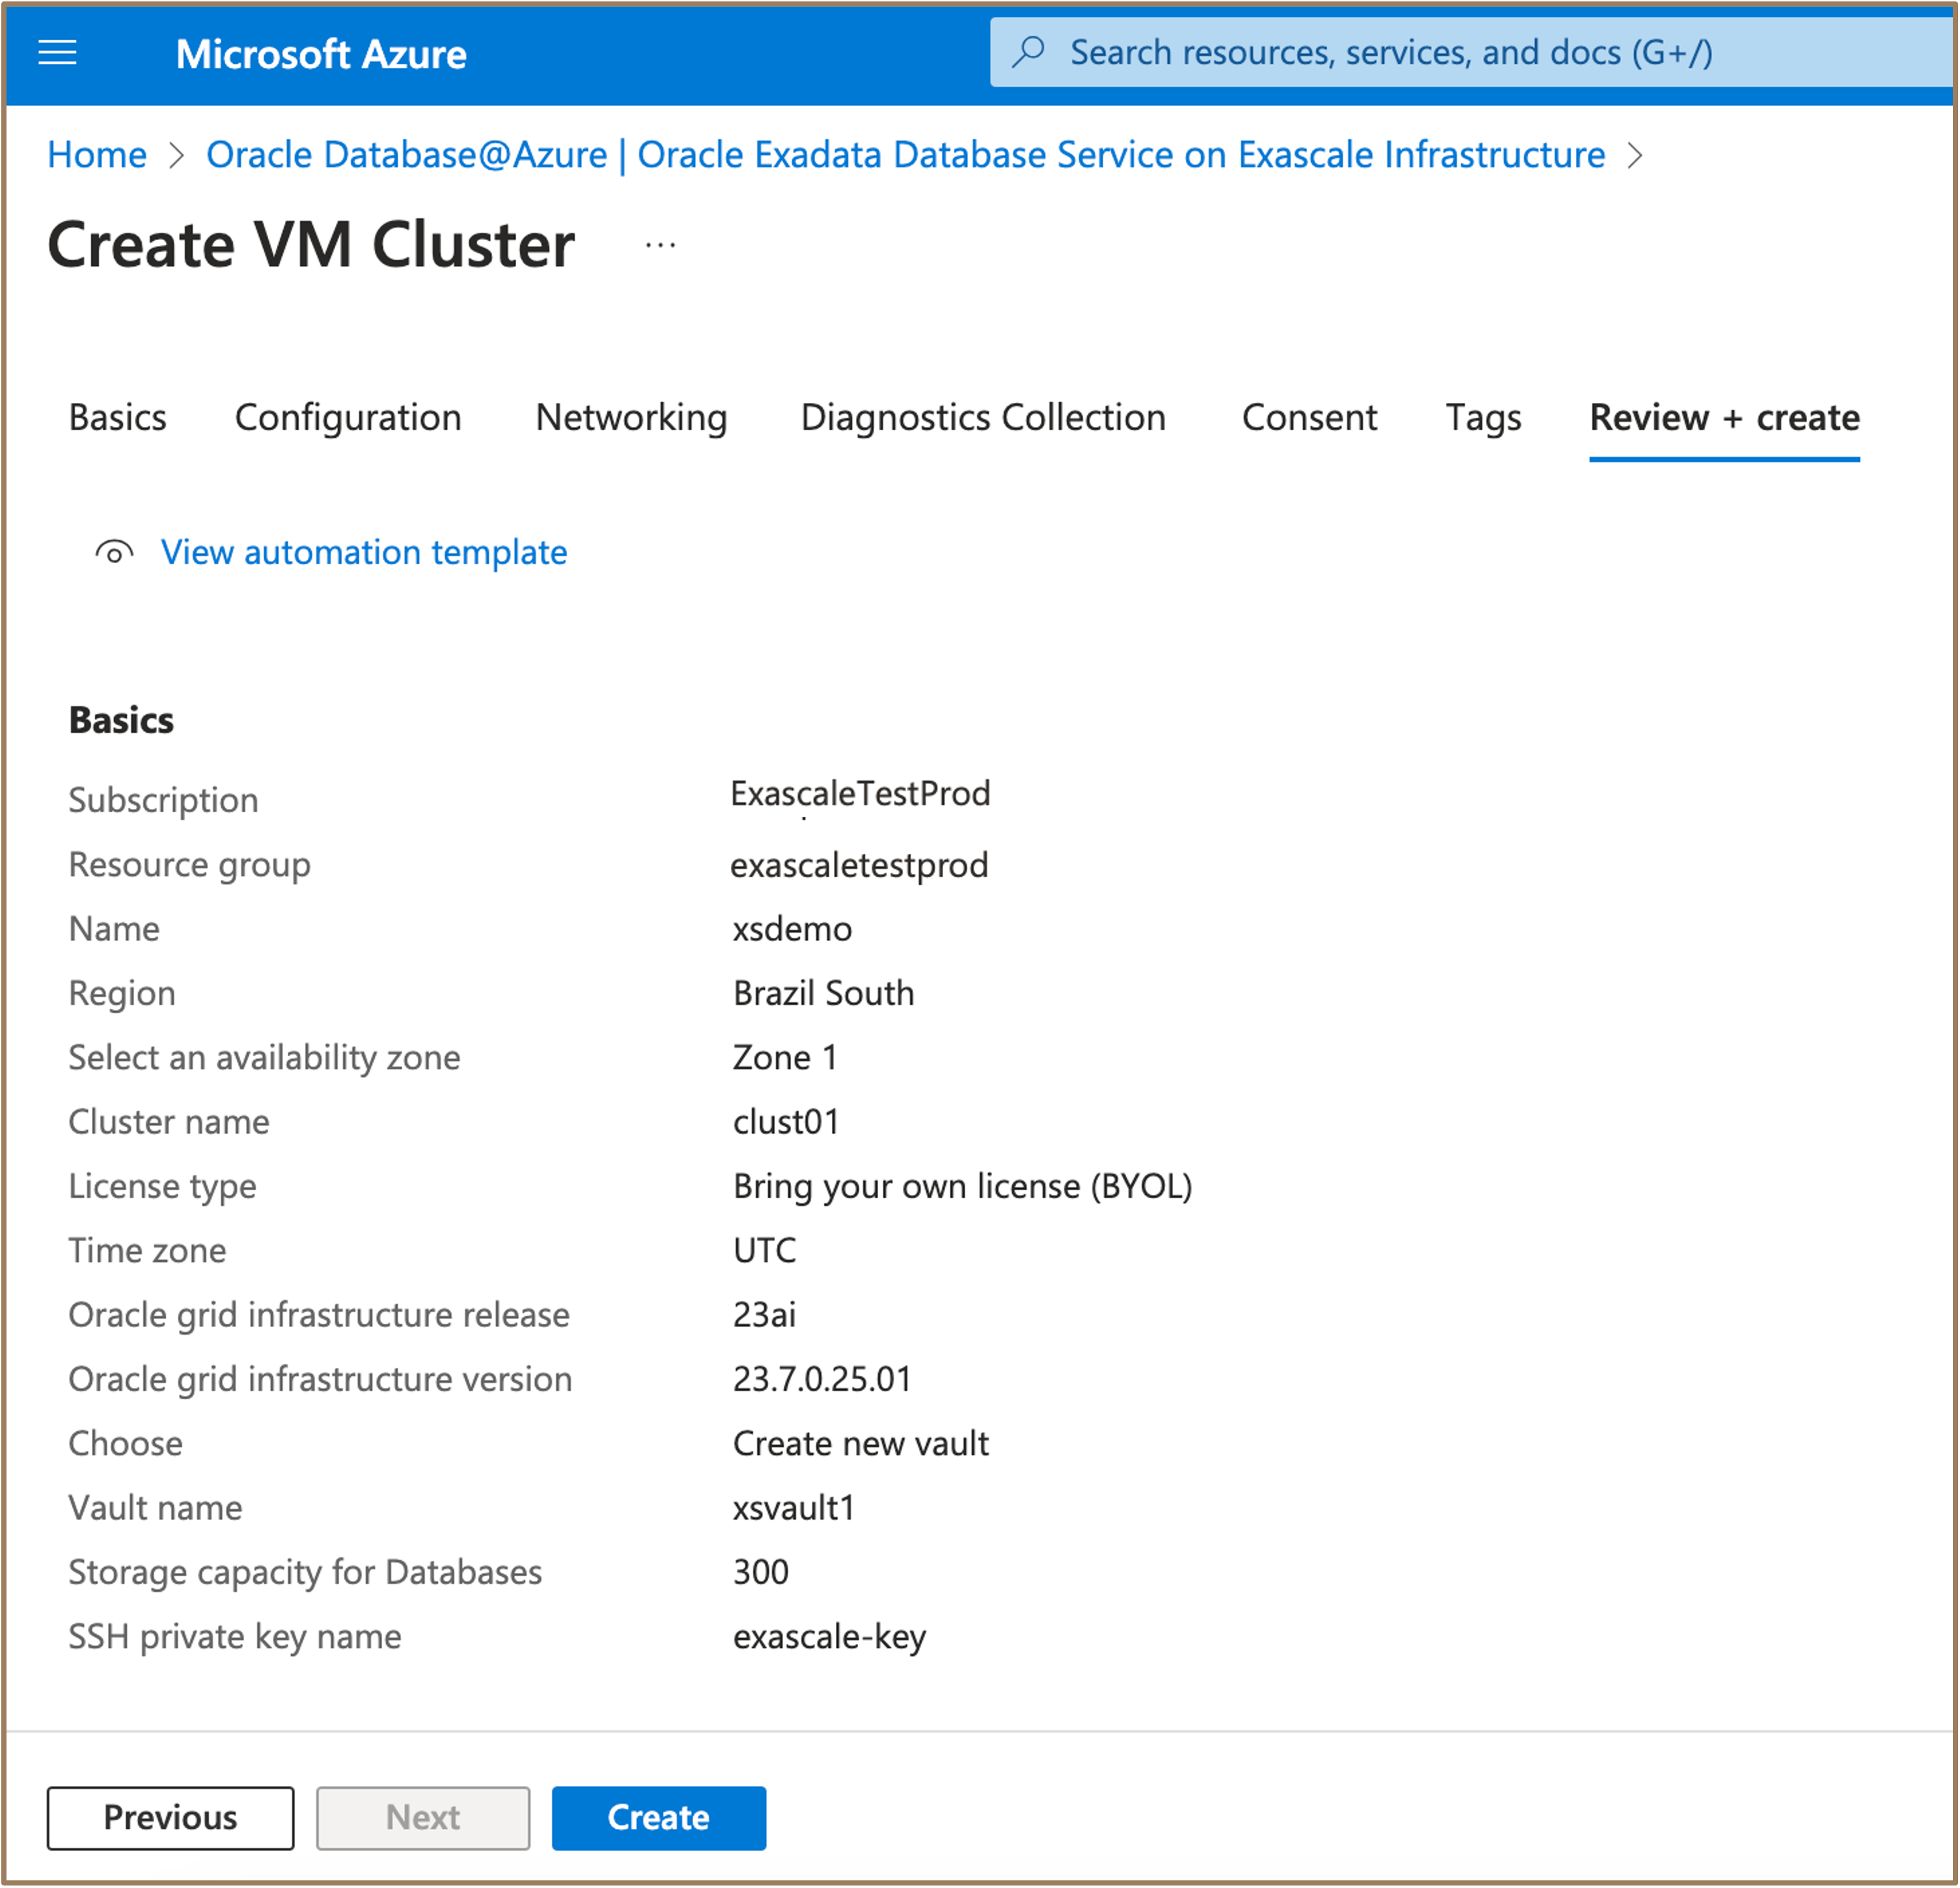 Microsoft Azure
Search resources, services, and docs (G+/)
Home > Oracle Database@Azure | Oracle Exadata Database Service on Exascale Infrastructure >
Create VM Cluster ...
Basics Configuration Networking Diagnostics Collection Consent Tags Review + create
View automation template
Basics
Subscription ExascaleTestProd
Resource group exascaletestprod
Name xsdemo
Region Brazil South
Select an availability zone Zone 1
Cluster name clust01
License type Bring your own license (BYOL)
Time zone UTC
Oracle grid infrastructure release 23ai
Oracle grid infrastructure version 23.7.0.25.01
Choose Create new vault
Vault name xsvault1
Storage capacity for Databases 300
SSH private key name exascale-key
Previous Next Create